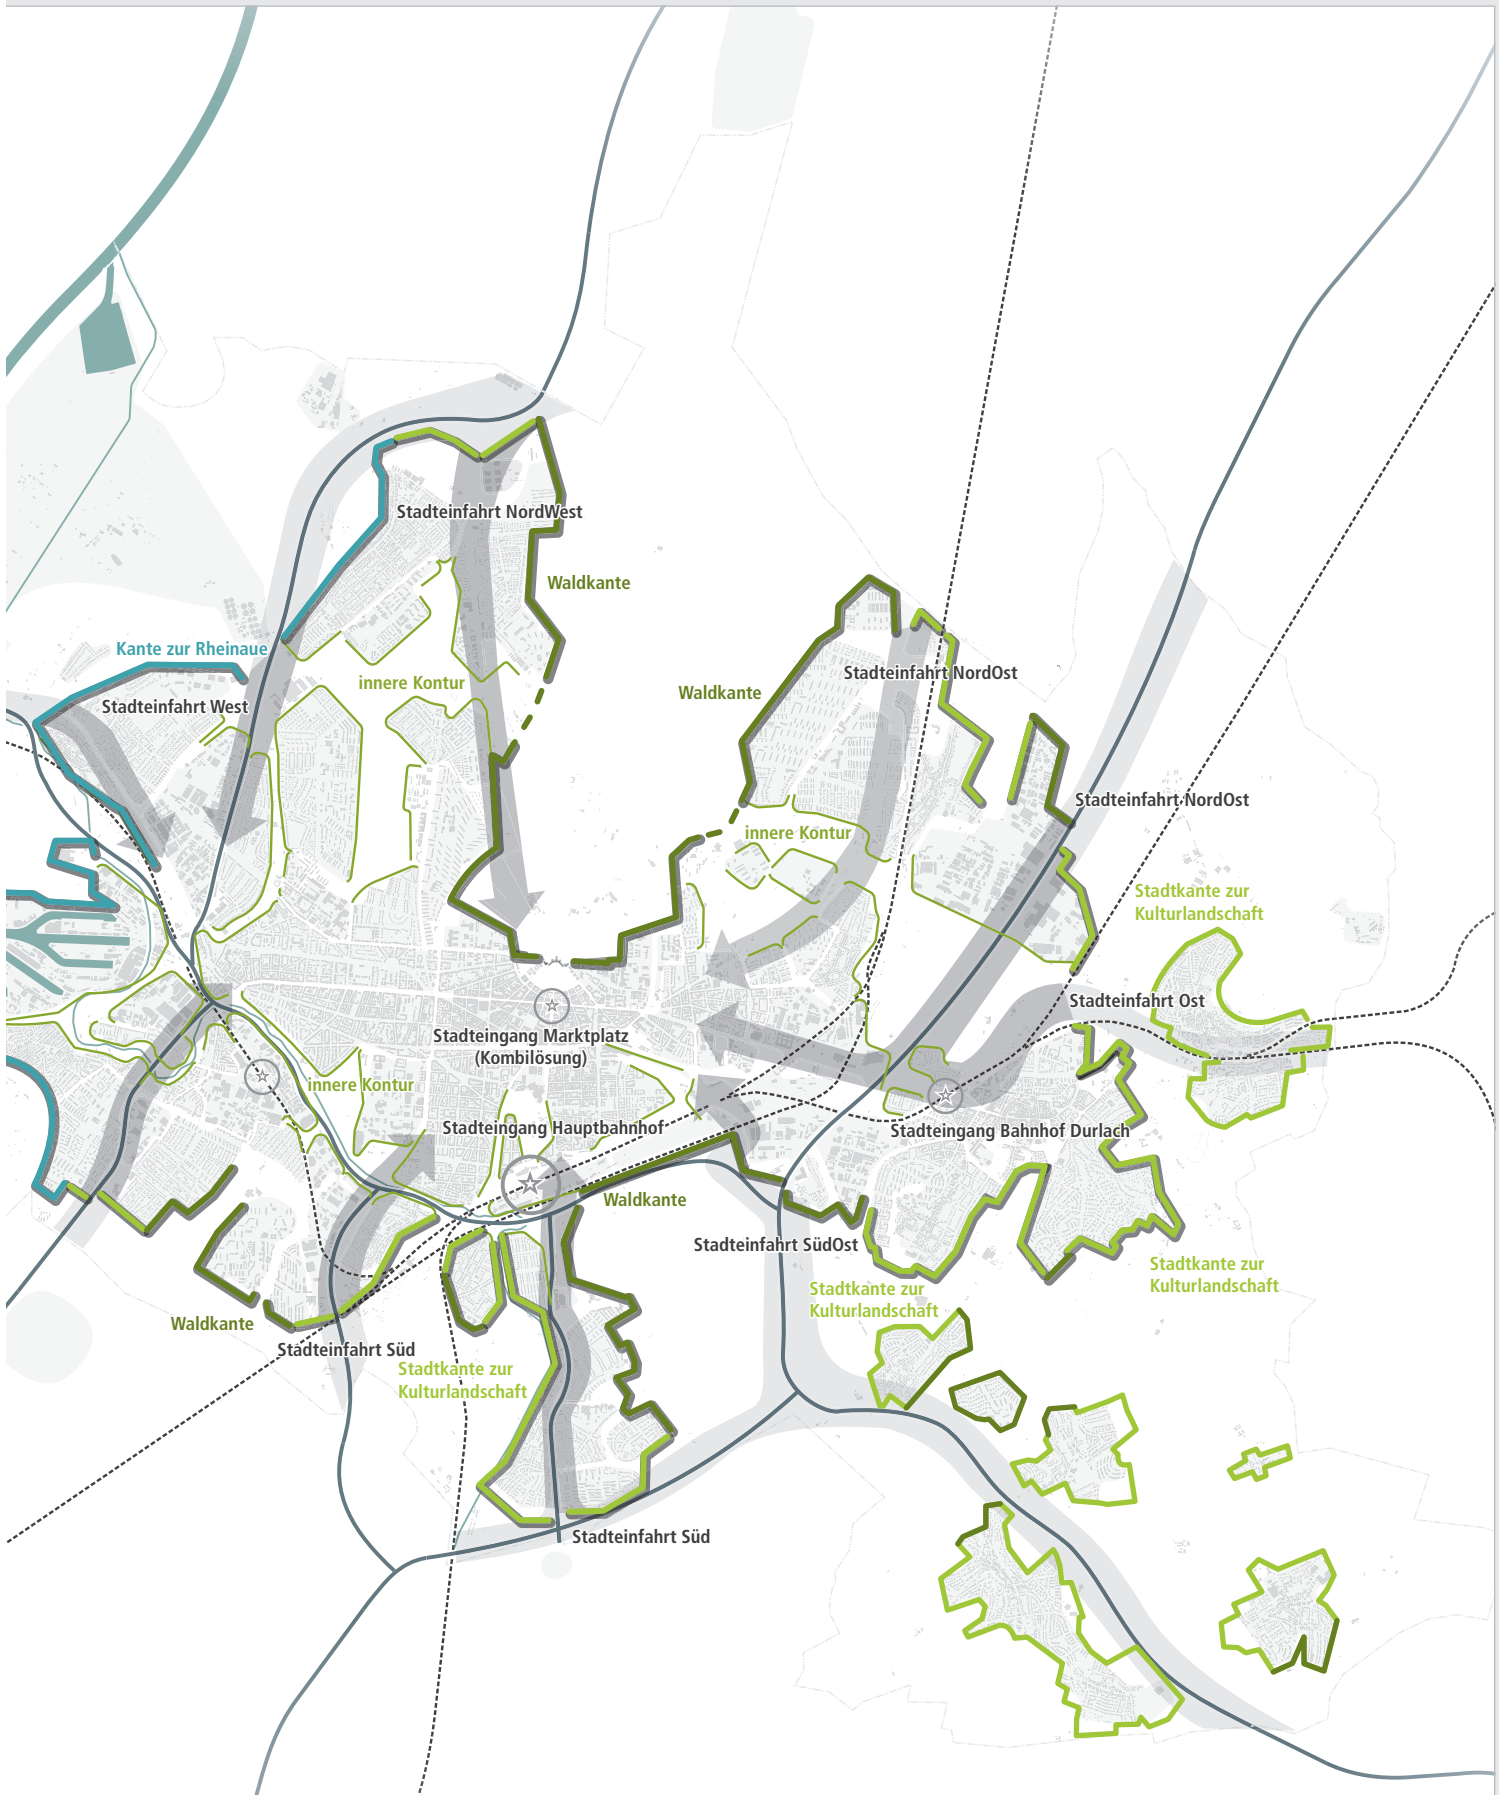 Stadteinfahrt NordWest
Waldkante
Kante zur Rheinaue
Stadteinfahrt NordOst
innere Kontur
Waldkante
Stadteinfahrt West
Stadteinfahrt NordOst
innere Kontur
Stadtkante zur
Kulturlandschaft
Stadteinfahrt Ost
Stadteingang Marktplatz
(Kombilösung)
innere Kontur
Stadteingang Hauptbahnhof
Stadteingang Bahnhof Durlach
Waldkante
Stadteinfahrt SüdOst
Stadtkante zur
Kulturlandschaft
Stadtkante zur
Kulturlandschaft
Waldkante
Stadteinfahrt Süd
Stadtkante zur
Kulturlandschaft
Stadteinfahrt Süd